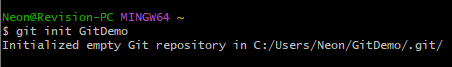 Neon@Revision-PC MINGW64 ~
$ git init GitDemo
Initialized empty Git repository in C:/Users/Neon/GitDemo/.git/